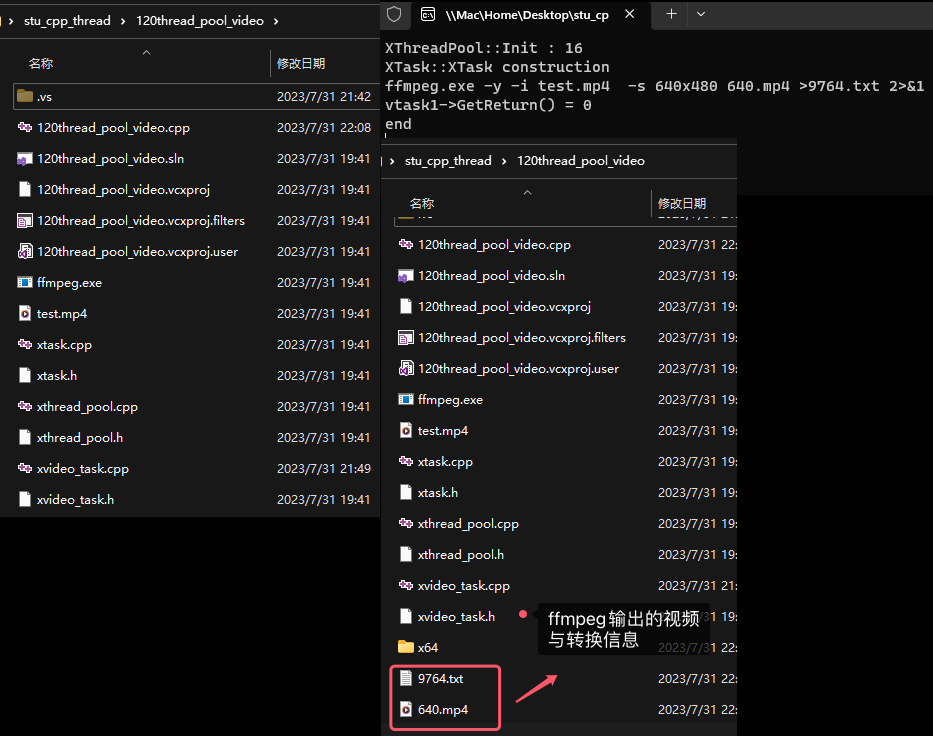 stu_cpp_thread › 120thread_pool_video ›
名称 修改日期
.vs 2023/7/31 21:42
120thread_pool_video.cpp 2023/7/31 22:08
120thread_pool_video.sln 2023/7/31 19:41
120thread_pool_video.vcxproj 2023/7/31 19:41
120thread_pool_video.vcxproj.filters 2023/7/31 19:41
120thread_pool_video.vcxproj.user 2023/7/31 19:41
ffmpeg.exe 2023/7/31 19:41
test.mp4 2023/7/31 19:41
xtask.cpp 2023/7/31 19:41
xtask.h 2023/7/31 19:41
xthread_pool.cpp 2023/7/31 19:41
xthread_pool.h 2023/7/31 19:41
xvideo_task.cpp 2023/7/31 21:49
xvideo_task.h 2023/7/31 19:41
\\Mac\Home\Desktop\stu_cp
XThreadPool::Init : 16
XTask::XTask construction
ffmpeg.exe -y -i test.mp4  -s 640x480 640.mp4 >9764.txt 2>&1
vtask1->GetReturn() = 0
end
stu_cpp_thread › 120thread_pool_video
名称 修改日期
120thread_pool_video.cpp 2023/7/31 22:
120thread_pool_video.sln 2023/7/31 19:
120thread_pool_video.vcxproj 2023/7/31 19:
120thread_pool_video.vcxproj.filters 2023/7/31 19:
120thread_pool_video.vcxproj.user 2023/7/31 19:
ffmpeg.exe 2023/7/31 19:
test.mp4 2023/7/31 19:
xtask.cpp 2023/7/31 19:
xtask.h 2023/7/31 19:
xthread_pool.cpp 2023/7/31 19:
xthread_pool.h 2023/7/31 19:
xvideo_task.cpp 2023/7/31 21:
xvideo_task.h 19:
ffmpeg输出的视频
与转换信息
x64 2023/7/31 22:
9764.txt 2023/7/31 22:
640.mp4 2023/7/31 22: